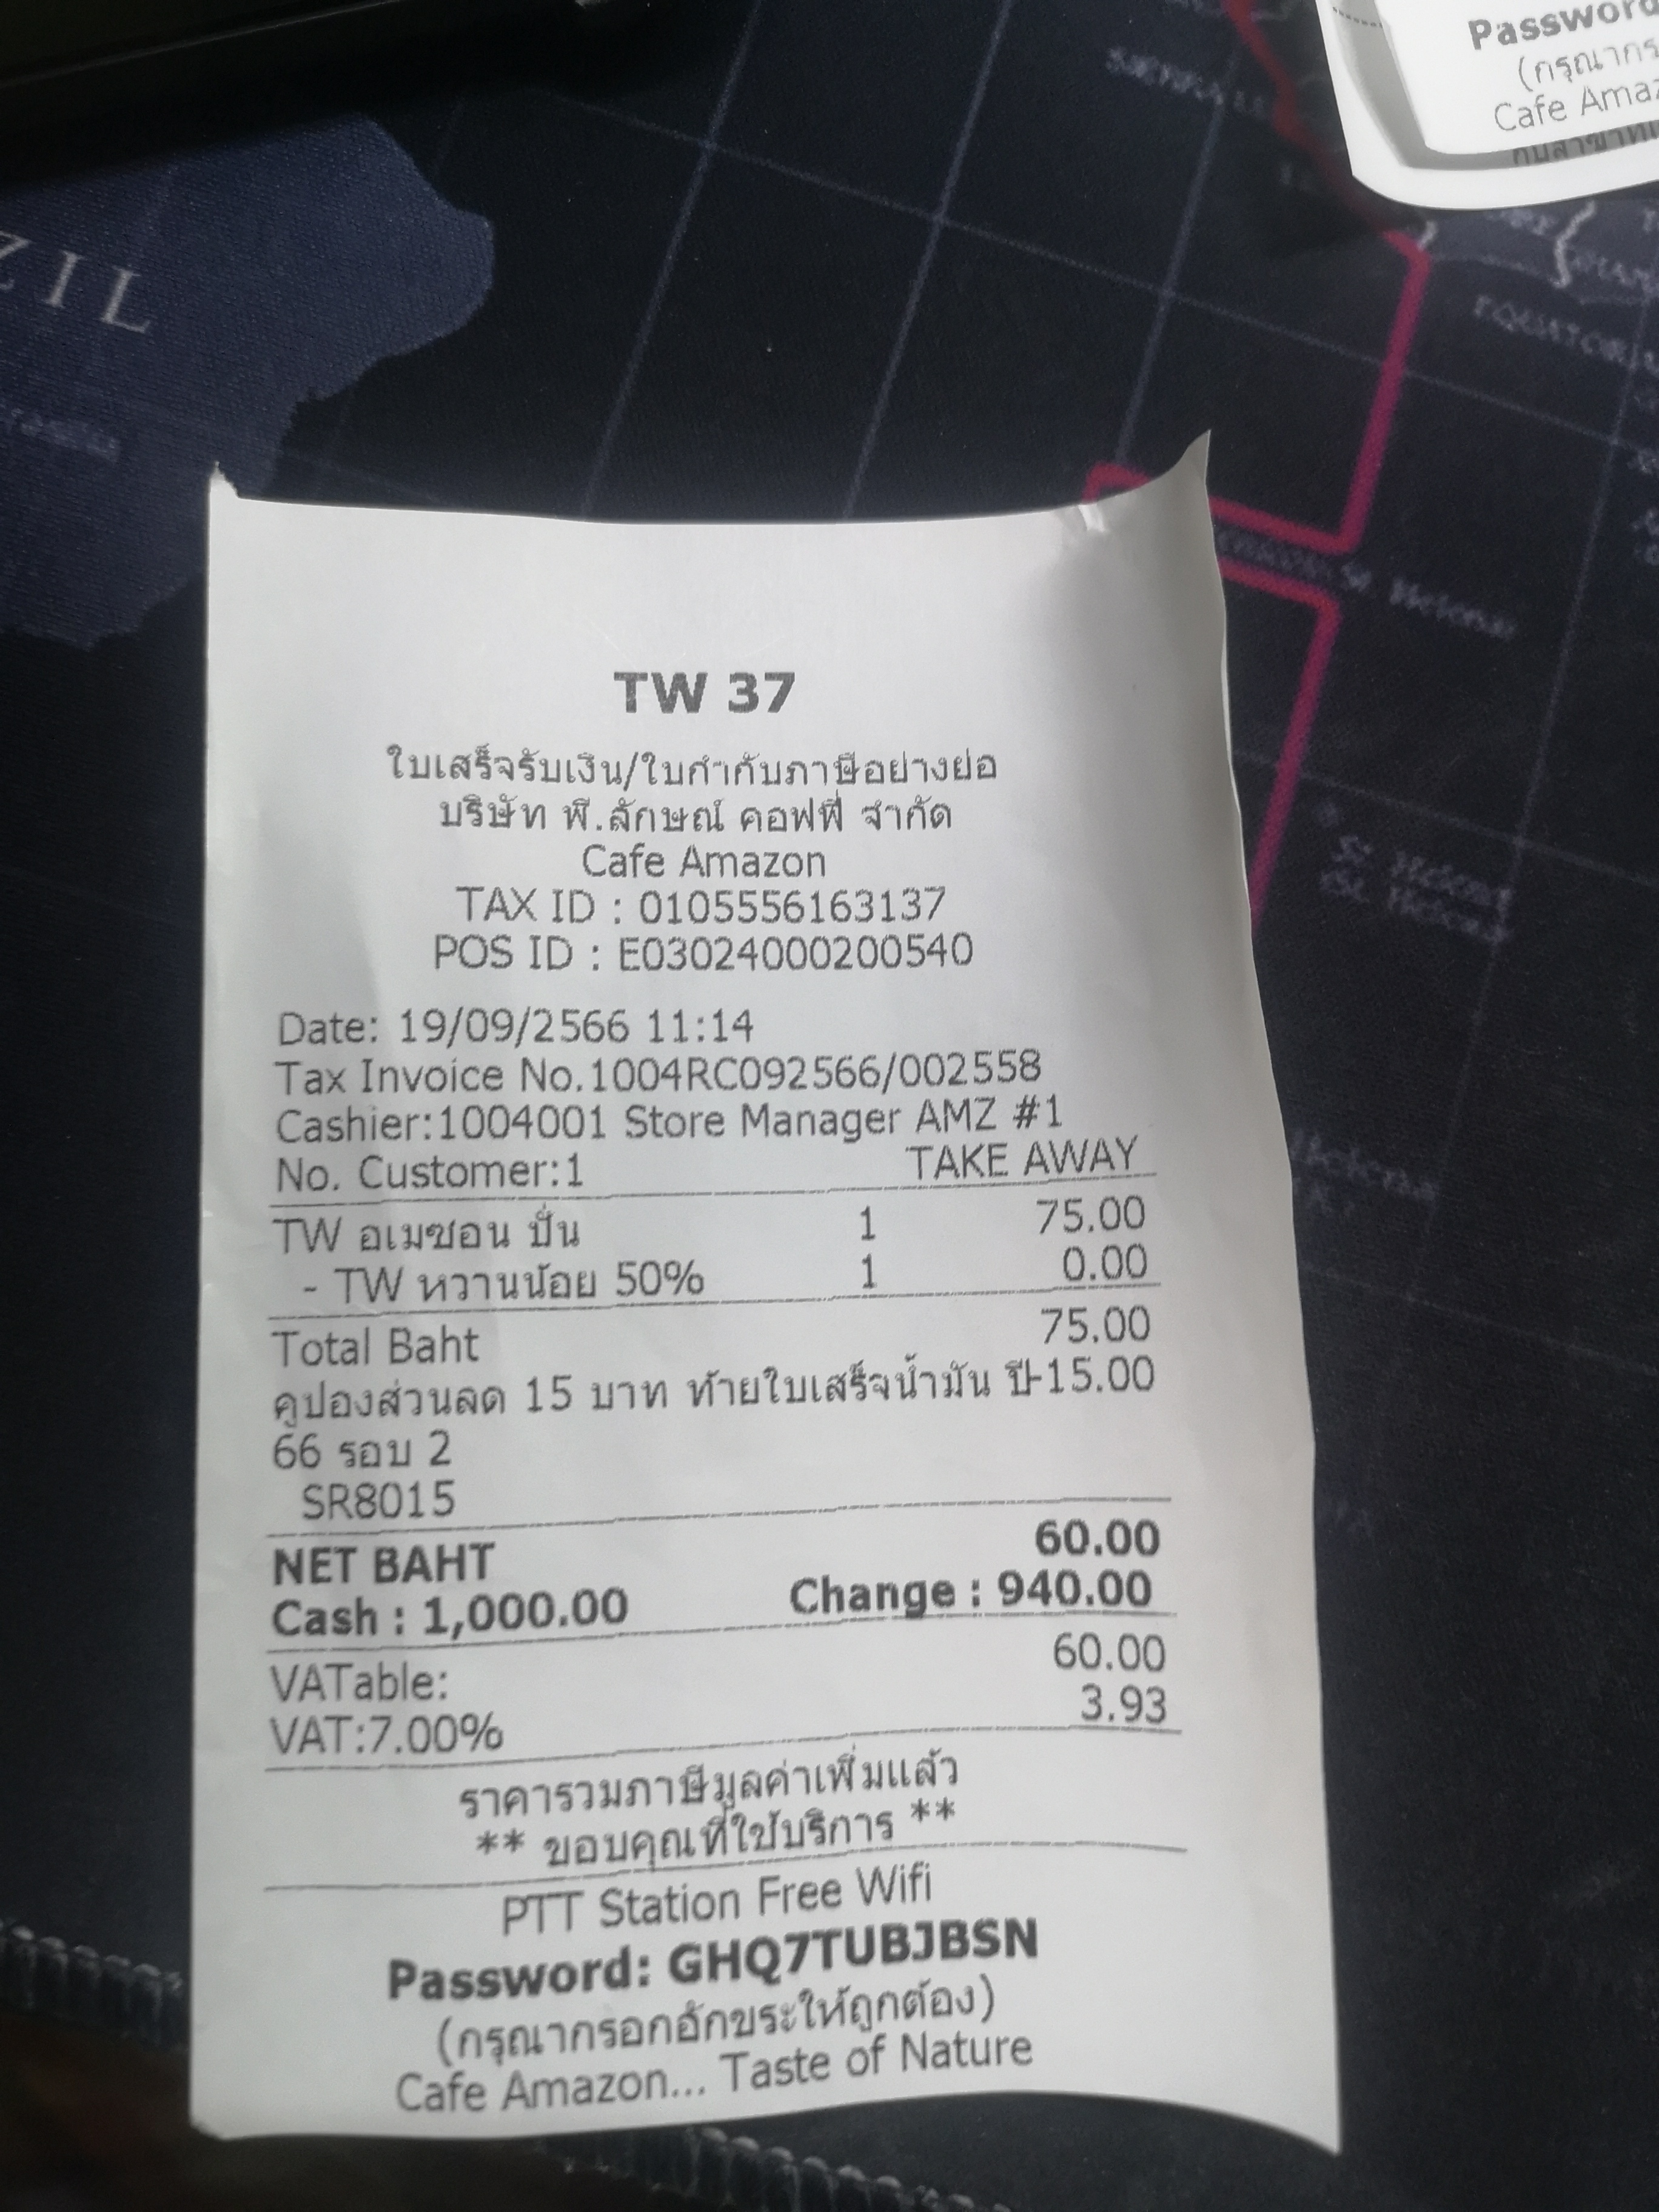 Password
Cafe Amaz
ZIL
EQUATOR
St Helena
TW 37
ใบเสร็จรับเงิน/ใบกำกับภาษีอย่างย่อ
บริษัท พี.ลักษณ์ คอฟฟี่ จำกัด
Cafe Amazon
TAX ID : 0105556163137
POS ID : E03024000200540
Date: 19/09/2566 11:14
Tax Invoice No.1004RC092566/002558
Cashier:1004001 Store Manager AMZ #1
No. Customer:1 TAKE AWAY
TW อเมซอน ปั่น 1 75.00
- TW หวานน้อย 50% 1 0.00
Total Baht 75.00
คูปองส่วนลด 15 บาท ท้ายใบเสร็จน้ำมัน ปี-15.00
66 รอบ 2
SR8015
NET BAHT 60.00
Cash : 1,000.00 Change : 940.00
VATable: 60.00
VAT:7.00% 3.93
ราคารวมภาษีมูลค่าเพิ่มแล้ว
** ขอบคุณที่ใช้บริการ **
PTT Station Free Wifi
Password: GHQ7TUBJBSN
(กรุณากรอกอักขระให้ถูกต้อง)
Cafe Amazon... Taste of Nature